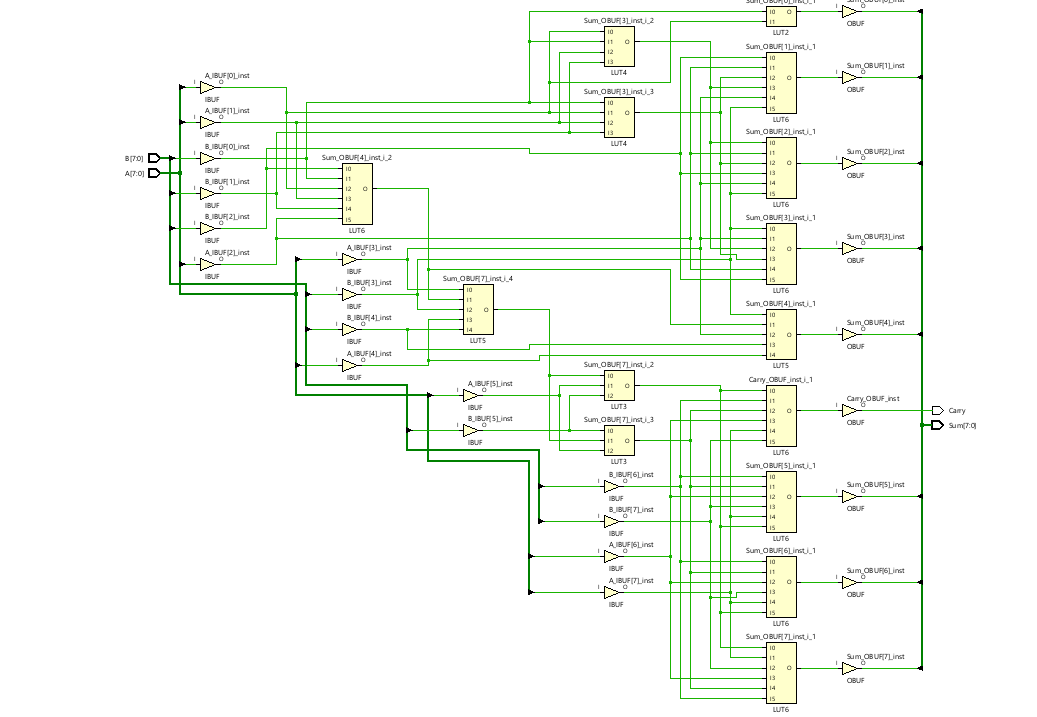 Sum_OBUF[0]_inst_i_1
I0
I1
O
LUT2
Sum_OBUF[0]_inst
I
O
OBUF
Sum_OBUF[3]_inst_i_2
I0
I1
I2
I3
O
LUT4
Sum_OBUF[1]_inst_i_1
I0
I1
I2
I3
I4
I5
O
LUT6
Sum_OBUF[1]_inst
I
O
OBUF
A_IBUF[0]_inst
I
O
IBUF
Sum_OBUF[3]_inst_i_3
I0
I1
I2
I3
O
LUT4
A_IBUF[1]_inst
I
O
IBUF
Sum_OBUF[2]_inst_i_1
I0
I1
I2
I3
I4
I5
O
LUT6
Sum_OBUF[2]_inst
I
O
OBUF
B[7:0]
A[7:0]
B_IBUF[0]_inst
I
O
IBUF
Sum_OBUF[4]_inst_i_2
I0
I1
I2
I3
I4
I5
O
LUT6
B_IBUF[1]_inst
I
O
IBUF
B_IBUF[2]_inst
I
O
IBUF
Sum_OBUF[3]_inst_i_1
I0
I1
I2
I3
I4
I5
O
LUT6
Sum_OBUF[3]_inst
I
O
OBUF
A_IBUF[2]_inst
I
O
IBUF
A_IBUF[3]_inst
I
O
IBUF
B_IBUF[3]_inst
I
O
IBUF
Sum_OBUF[7]_inst_i_4
I0
I1
I2
I3
I4
O
LUT5
B_IBUF[4]_inst
I
O
IBUF
Sum_OBUF[4]_inst_i_1
I0
I1
I2
I3
I4
O
LUT5
Sum_OBUF[4]_inst
I
O
OBUF
A_IBUF[4]_inst
I
O
IBUF
Sum_OBUF[7]_inst_i_2
I0
I1
I2
O
LUT3
A_IBUF[5]_inst
I
O
IBUF
Carry_OBUF_inst_i_1
I0
I1
I2
I3
I4
I5
O
LUT6
Carry_OBUF_inst
I
O
OBUF
Carry
Sum[7:0]
B_IBUF[5]_inst
I
O
IBUF
Sum_OBUF[7]_inst_i_3
I0
I1
I2
O
LUT3
B_IBUF[6]_inst
I
O
IBUF
Sum_OBUF[5]_inst_i_1
I0
I1
I2
I3
I4
I5
O
LUT6
Sum_OBUF[5]_inst
I
O
OBUF
B_IBUF[7]_inst
I
O
IBUF
A_IBUF[6]_inst
I
O
IBUF
Sum_OBUF[6]_inst_i_1
I0
I1
I2
I3
I4
I5
O
LUT6
Sum_OBUF[6]_inst
I
O
OBUF
A_IBUF[7]_inst
I
O
IBUF
Sum_OBUF[7]_inst_i_1
I0
I1
I2
I3
I4
I5
O
LUT6
Sum_OBUF[7]_inst
I
O
OBUF